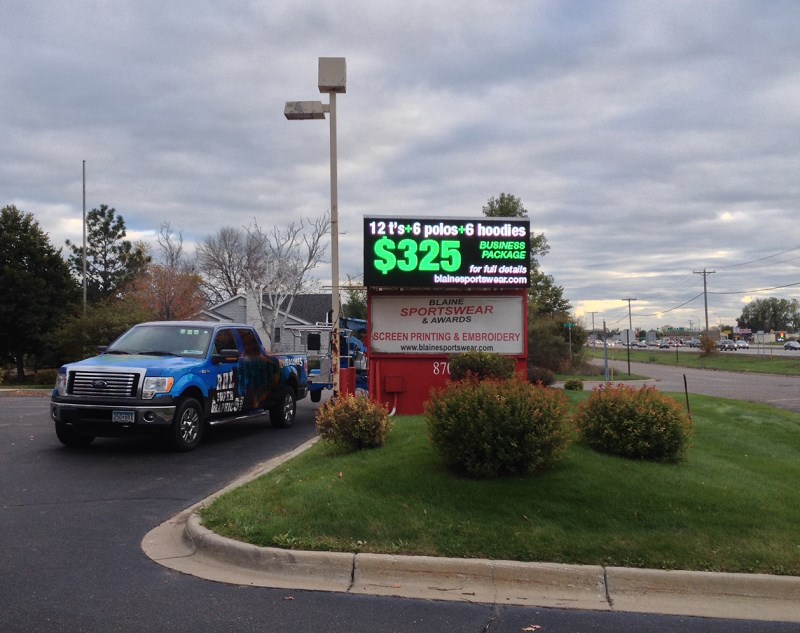 12 t's+6 polos+6 hoodies
$325
BUSINESS
PACKAGE
for full details
blainesportswear.com
BLAINE
SPORTSWEAR
& AWARDS
SCREEN PRINTING & EMBROIDERY
www.blainesportswear.com
Ford